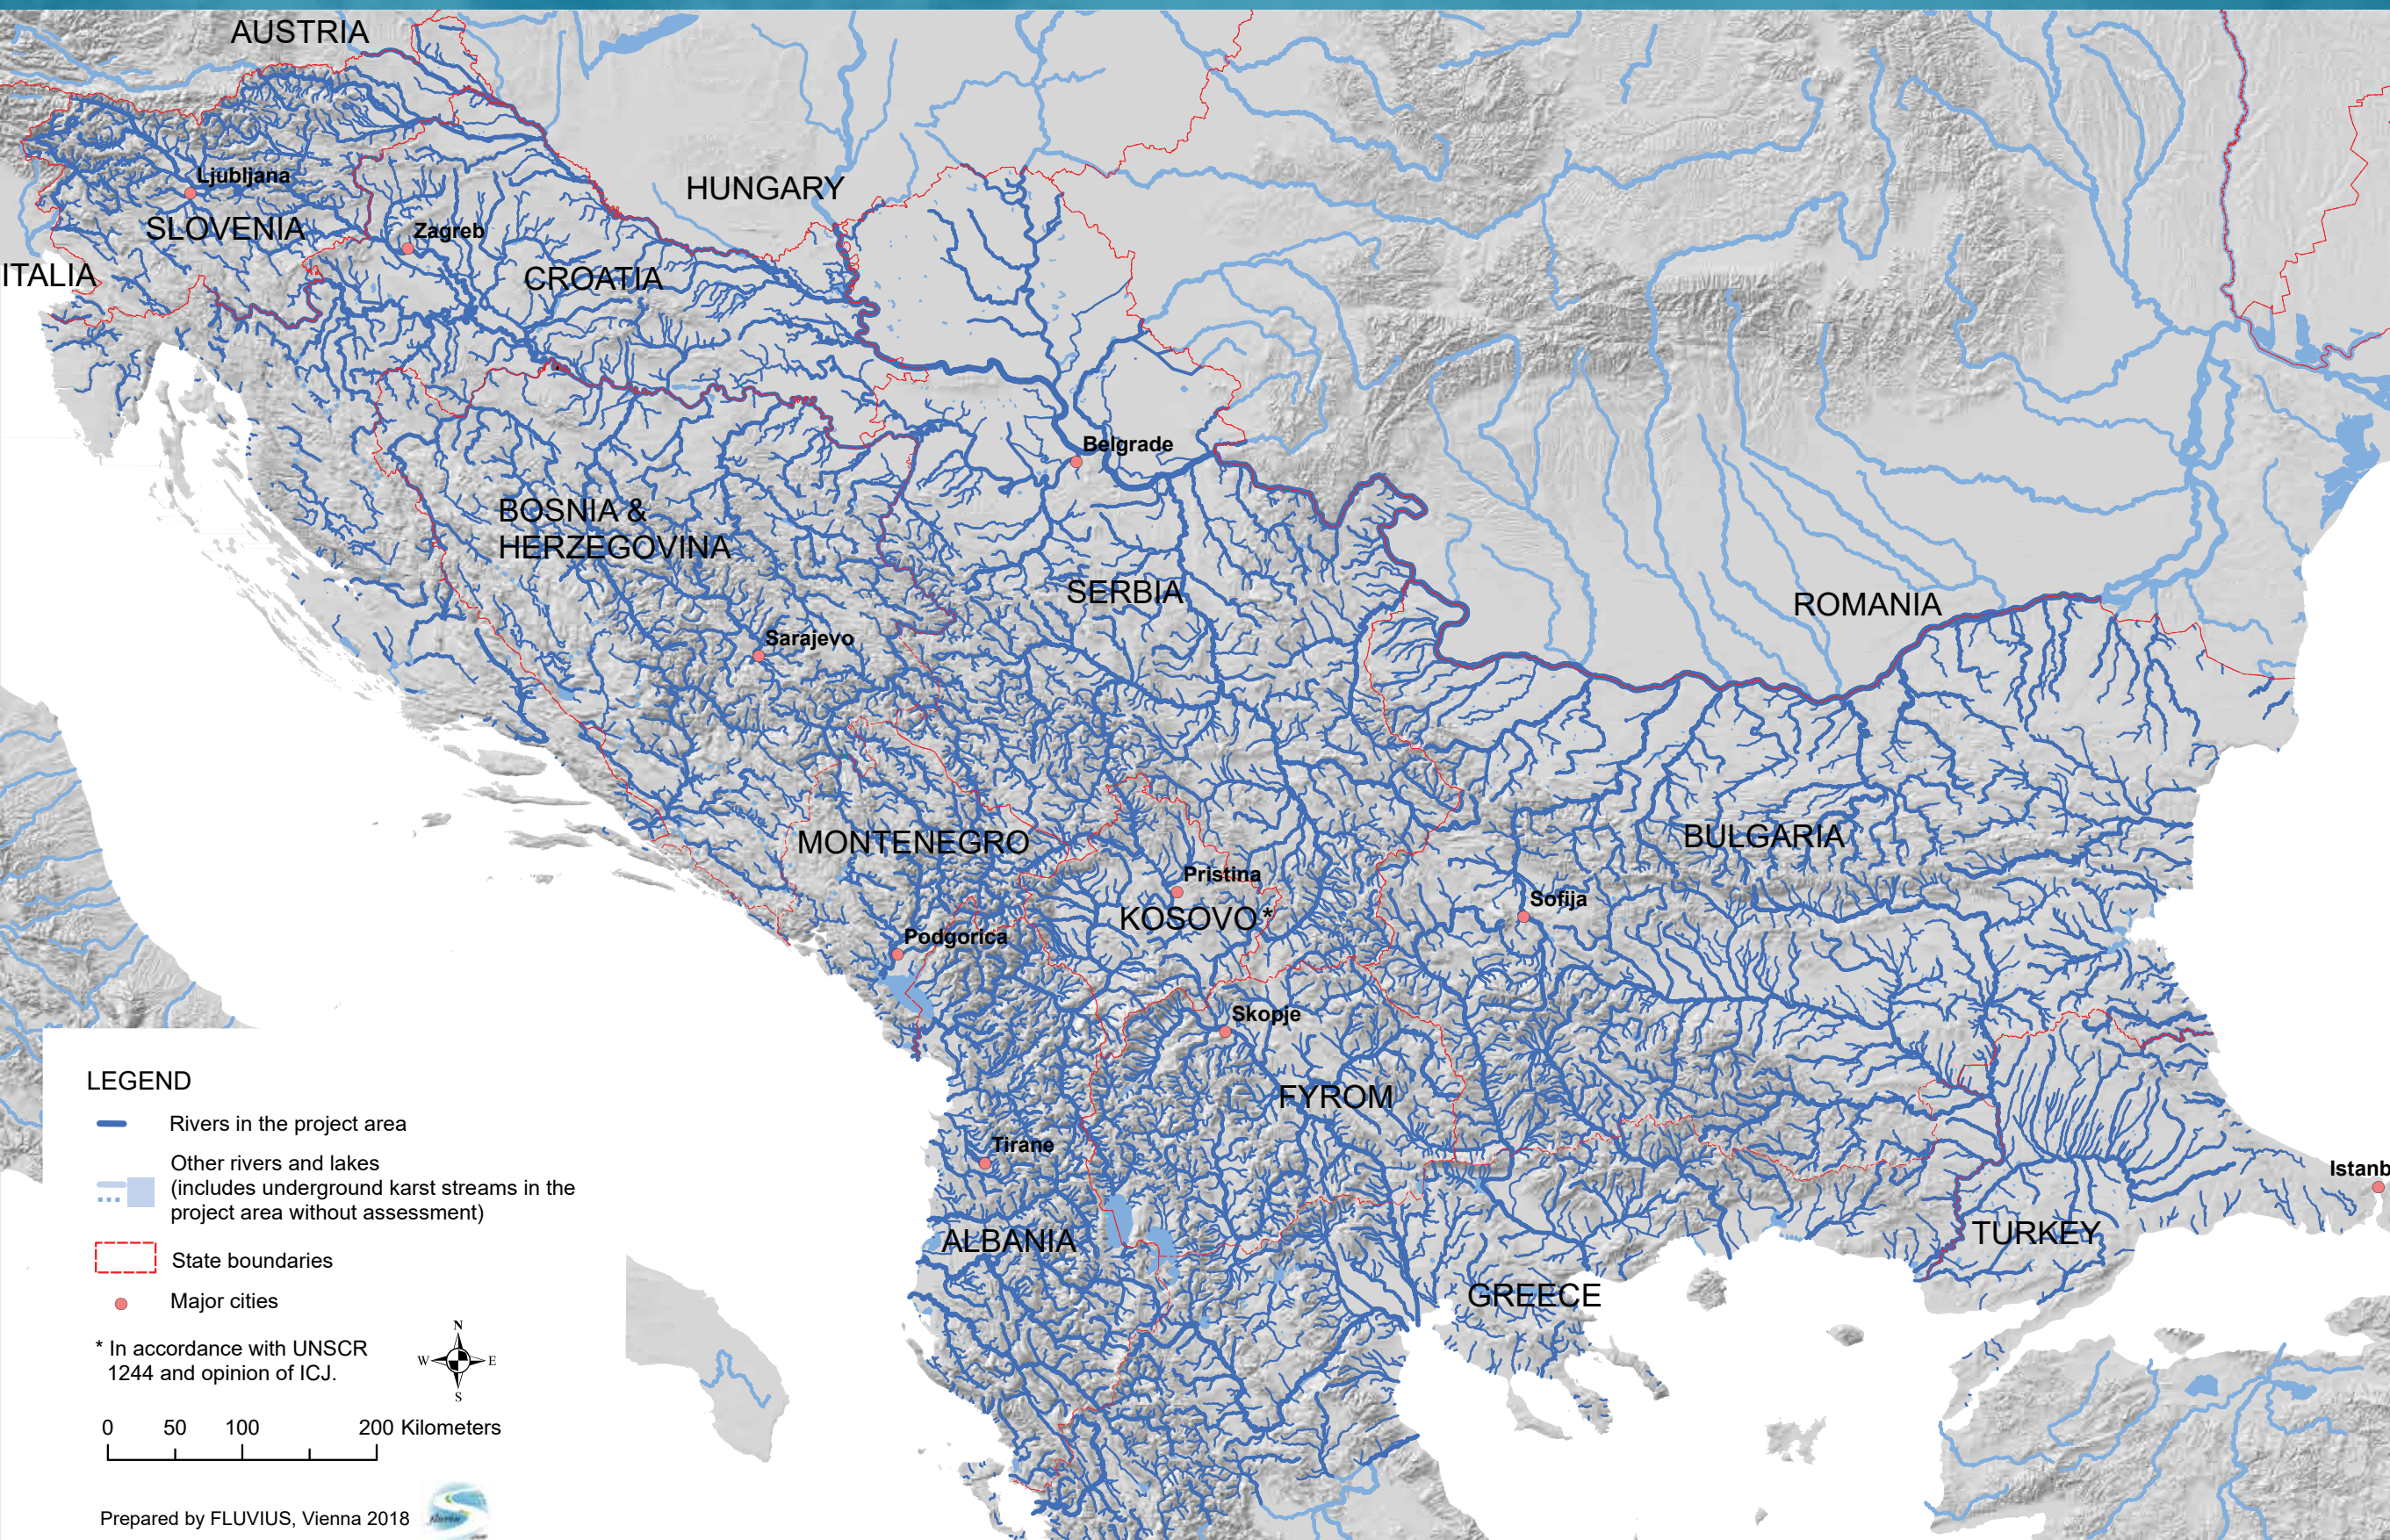 AUSTRIA
HUNGARY
Ljubljana
SLOVENIA
Zagreb
ITALIA
CROATIA
Belgrade
BOSNIA &
HERZEGOVINA
SERBIA
ROMANIA
Sarajevo
MONTENEGRO
BULGARIA
Pristina
KOSOVO*
Sofija
Podgorica
Skopje
FYROM
Tirane
Istanb
ALBANIA
TURKEY
GREECE
LEGEND
Rivers in the project area
Other rivers and lakes
(includes underground karst streams in the
project area without assessment)
State boundaries
Major cities
* In accordance with UNSCR
1244 and opinion of ICJ.
N
W E
S
0 50 100 200 Kilometers
Prepared by FLUVIUS, Vienna 2018